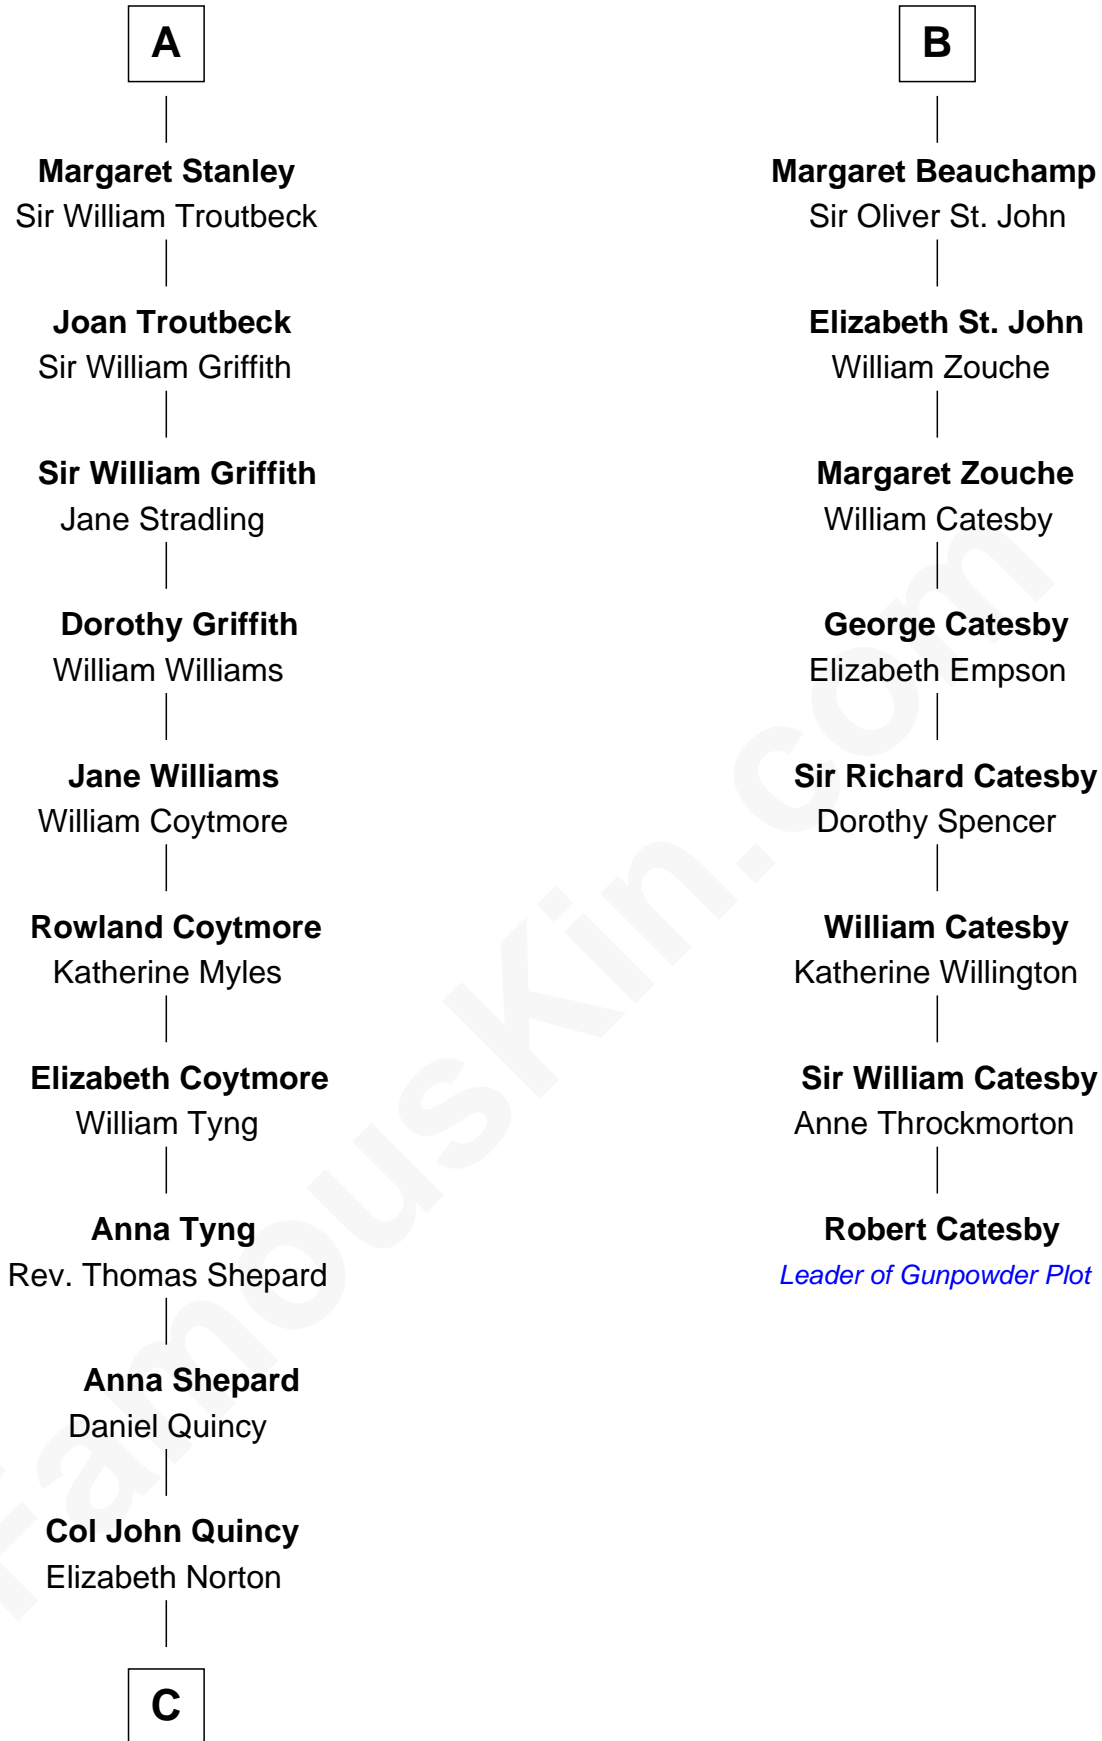 A
Margaret Stanley
Sir William Troutbeck
Joan Troutbeck
Sir William Griffith
Sir William Griffith
Jane Stradling
Dorothy Griffith
William Williams
Jane Williams
William Coytmore
Rowland Coytmore
Katherine Myles
Elizabeth Coytmore
William Tyng
Anna Tyng
Rev. Thomas Shepard
Anna Shepard
Daniel Quincy
Col John Quincy
Elizabeth Norton
C
B
Margaret Beauchamp
Sir Oliver St. John
Elizabeth St. John
William Zouche
Margaret Zouche
William Catesby
George Catesby
Elizabeth Empson
Sir Richard Catesby
Dorothy Spencer
William Catesby
Katherine Willington
Sir William Catesby
Anne Throckmorton
Robert Catesby
Leader of Gunpowder Plot
FamousKin.com